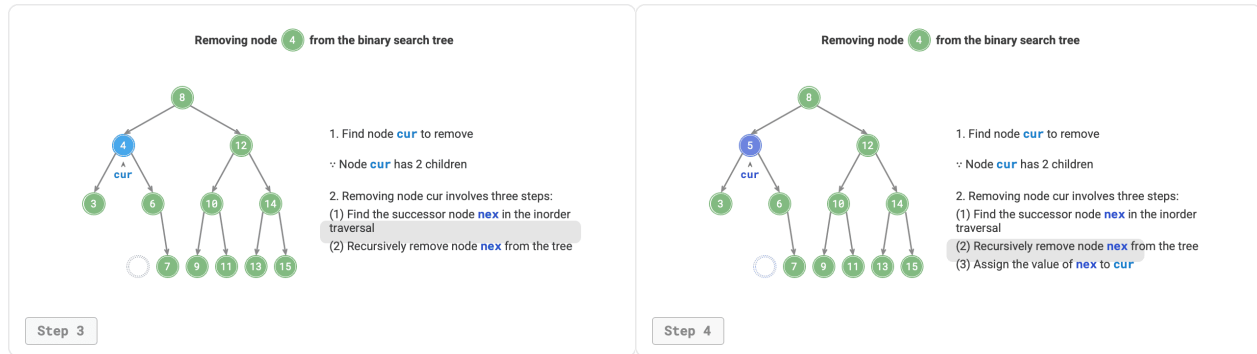 Removing node 4 from the binary search tree
8
4
12
cur
3
6
10
14
7
9
11
13
15
1. Find node cur to remove
∵ Node cur has 2 children
2. Removing node cur involves three steps:
(1) Find the successor node nex in the inorder
traversal
(2) Recursively remove node nex from the tree
Step 3
Removing node 4 from the binary search tree
8
5
12
cur
3
6
10
14
7
9
11
13
15
1. Find node cur to remove
∵ Node cur has 2 children
2. Removing node cur involves three steps:
(1) Find the successor node nex in the inorder
traversal
(2) Recursively remove node nex from the tree
(3) Assign the value of nex to cur
Step 4